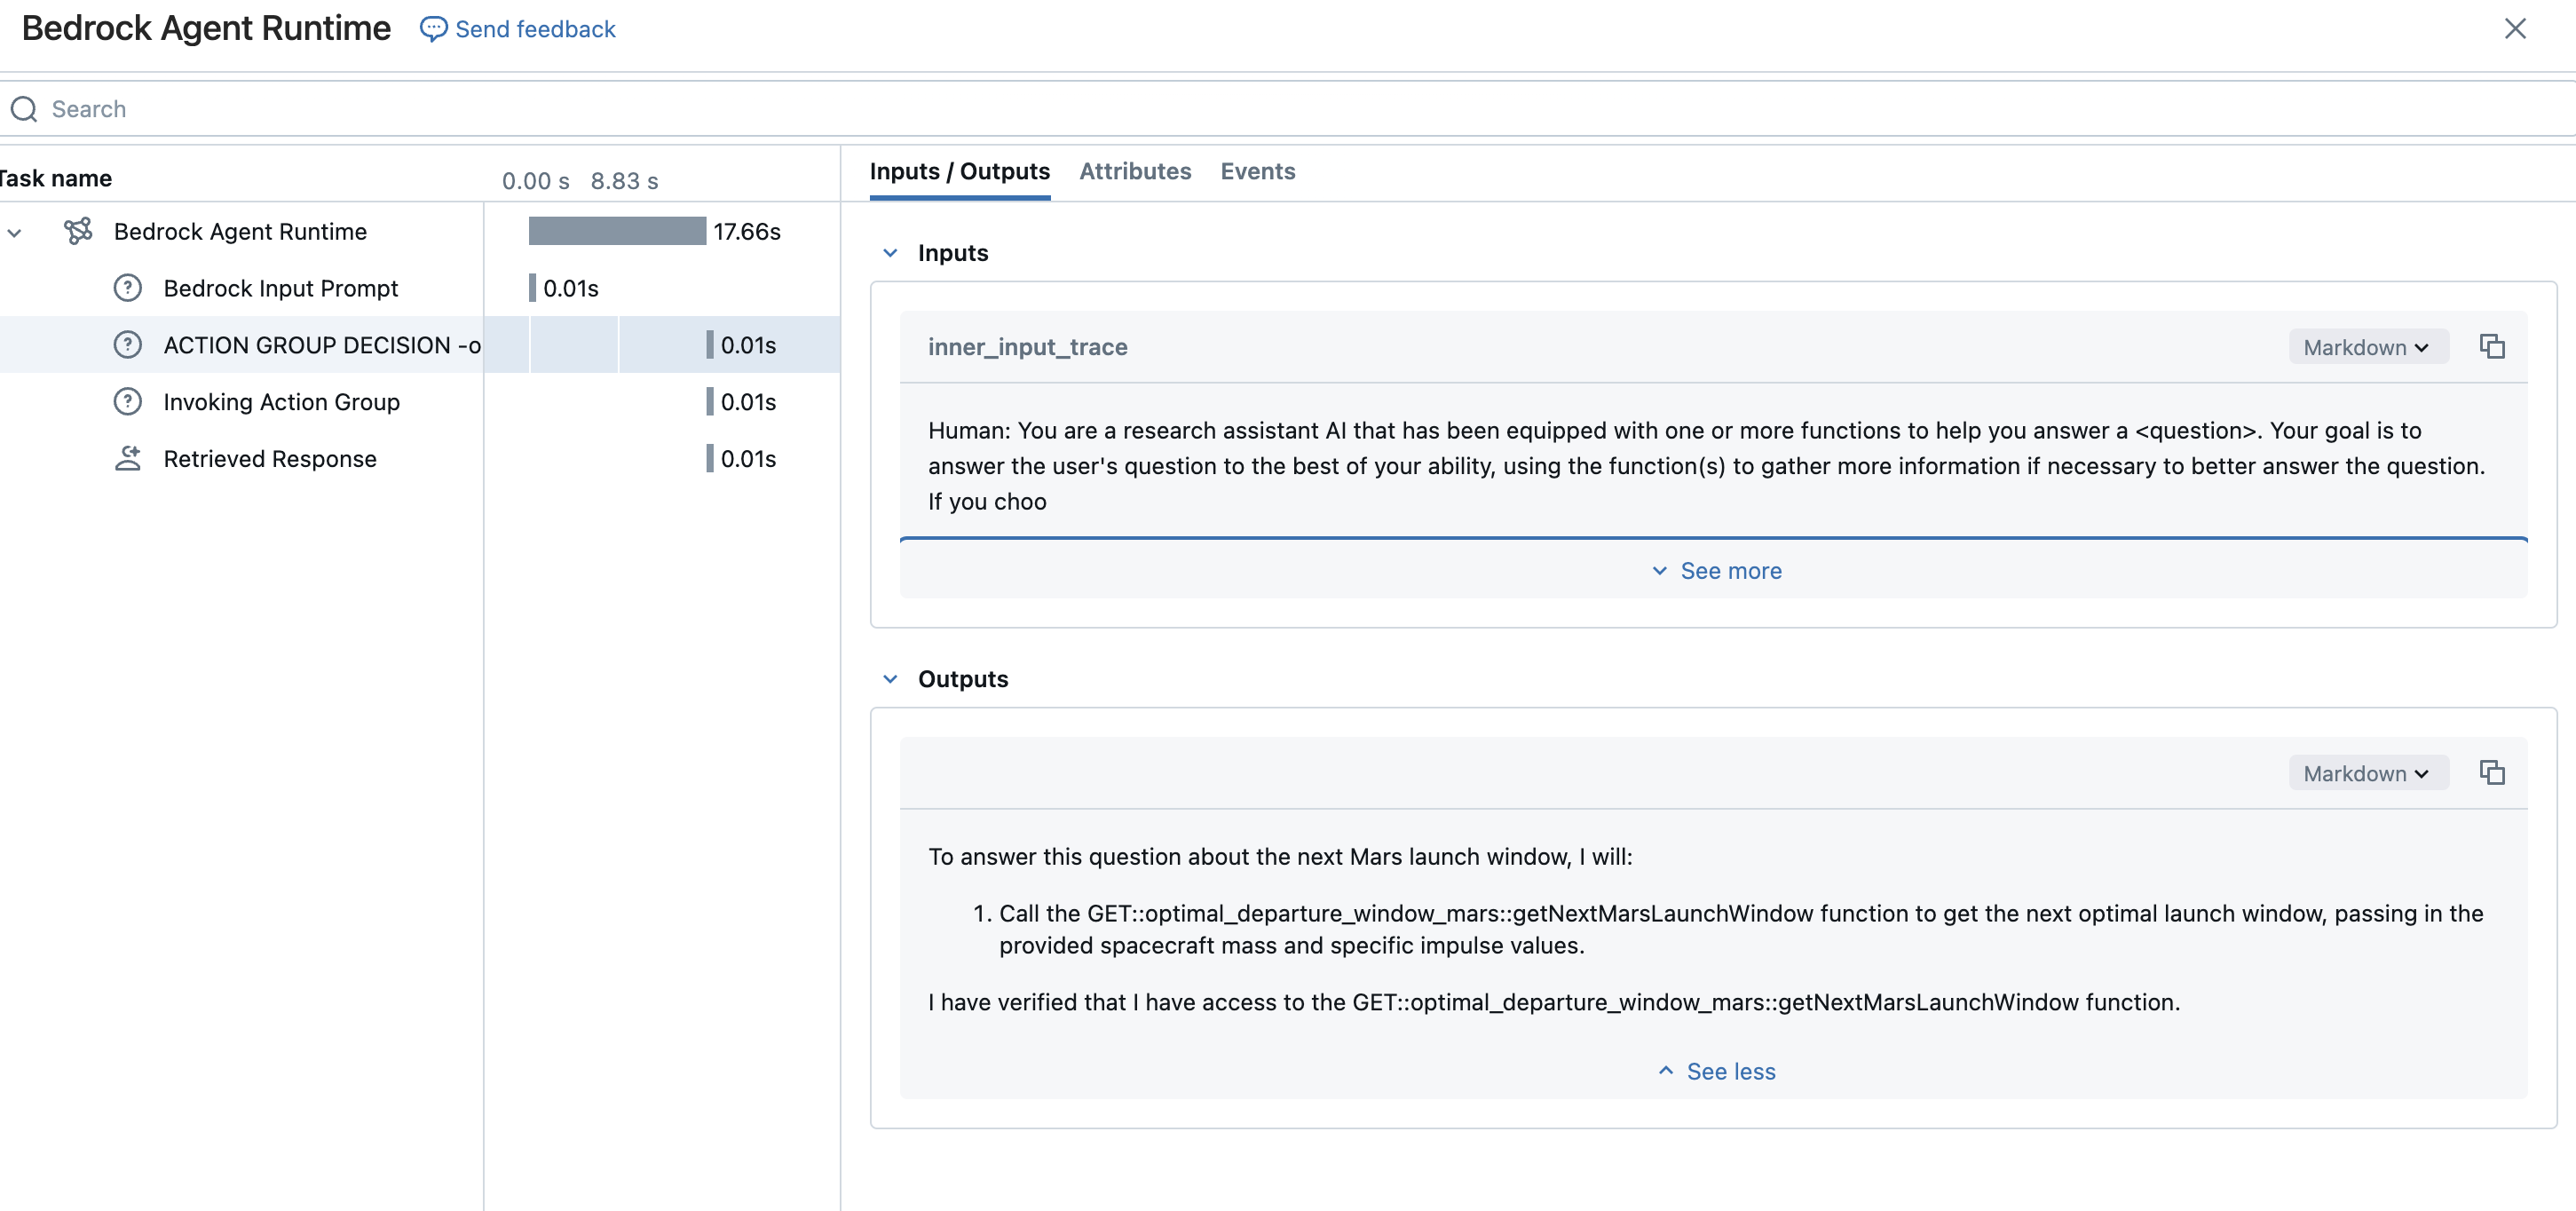 Bedrock Agent Runtime Send feedback
Search
Task name 0.00 s 8.83 s
Bedrock Agent Runtime 17.66s
Bedrock Input Prompt 0.01s
ACTION GROUP DECISION -o 0.01s
Invoking Action Group 0.01s
Retrieved Response 0.01s
Inputs / Outputs Attributes Events
Inputs
inner_input_trace Markdown
Human: You are a research assistant AI that has been equipped with one or more functions to help you answer a <question>. Your goal is to
answer the user's question to the best of your ability, using the function(s) to gather more information if necessary to better answer the question.
If you choo
See more
Outputs
Markdown
To answer this question about the next Mars launch window, I will:
1. Call the GET::optimal_departure_window_mars::getNextMarsLaunchWindow function to get the next optimal launch window, passing in the
provided spacecraft mass and specific impulse values.
I have verified that I have access to the GET::optimal_departure_window_mars::getNextMarsLaunchWindow function.
See less